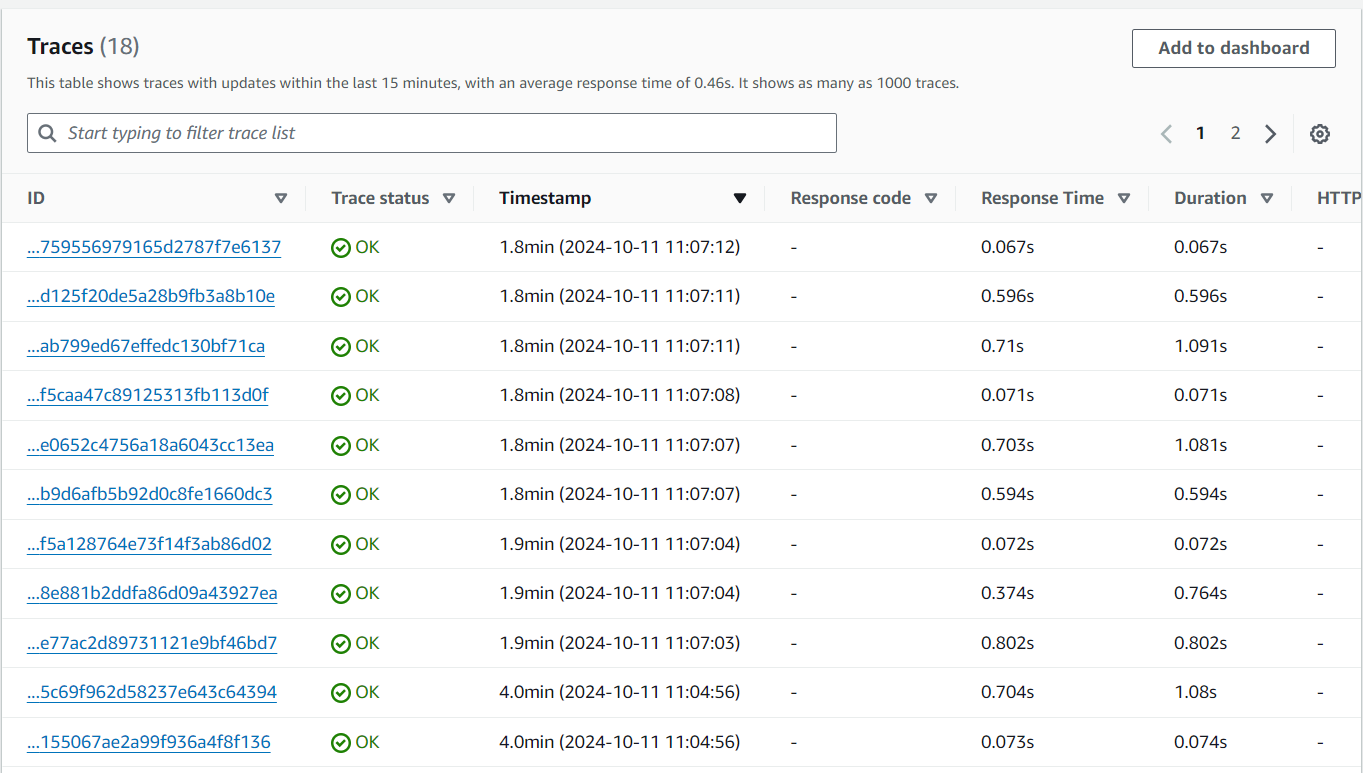 Traces (18)
Add to dashboard
This table shows traces with updates within the last 15 minutes, with an average response time of 0.46s. It shows as many as 1000 traces.
Start typing to filter trace list
1 2
ID Trace status Timestamp Response code Response Time Duration HTTP
...759556979165d2787f7e6137 OK 1.8min (2024-10-11 11:07:12) - 0.067s 0.067s -
...d125f20de5a28b9fb3a8b10e OK 1.8min (2024-10-11 11:07:11) - 0.596s 0.596s -
...ab799ed67effedc130bf71ca OK 1.8min (2024-10-11 11:07:11) - 0.71s 1.091s -
...f5caa47c89125313fb113d0f OK 1.8min (2024-10-11 11:07:08) - 0.071s 0.071s -
...e0652c4756a18a6043cc13ea OK 1.8min (2024-10-11 11:07:07) - 0.703s 1.081s -
...b9d6afb5b92d0c8fe1660dc3 OK 1.8min (2024-10-11 11:07:07) - 0.594s 0.594s -
...f5a128764e73f14f3ab86d02 OK 1.9min (2024-10-11 11:07:04) - 0.072s 0.072s -
...8e881b2ddfa86d09a43927ea OK 1.9min (2024-10-11 11:07:04) - 0.374s 0.764s -
...e77ac2d89731121e9bf46bd7 OK 1.9min (2024-10-11 11:07:03) - 0.802s 0.802s -
...5c69f962d58237e643c64394 OK 4.0min (2024-10-11 11:04:56) - 0.704s 1.08s -
...155067ae2a99f936a4f8f136 OK 4.0min (2024-10-11 11:04:56) - 0.073s 0.074s -